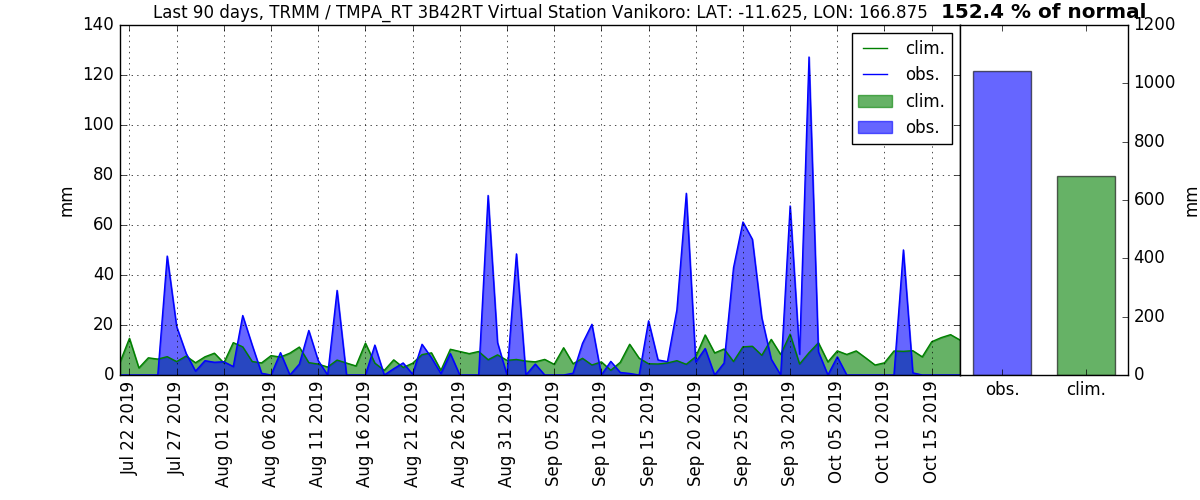 Last 90 days, TRMM / TMPA_RT 3B42RT Virtual Station Vanikoro: LAT: -11.625, LON: 166.875 152.4 % of normal
140
120
100
80
60
40
20
0
mm
clim.
obs.
clim.
obs.
Jul 22 2019
Jul 27 2019
Aug 01 2019
Aug 06 2019
Aug 11 2019
Aug 16 2019
Aug 21 2019
Aug 26 2019
Aug 31 2019
Sep 05 2019
Sep 10 2019
Sep 15 2019
Sep 20 2019
Sep 25 2019
Sep 30 2019
Oct 05 2019
Oct 10 2019
Oct 15 2019
1200
1000
800
600
400
200
0
mm
obs. clim.